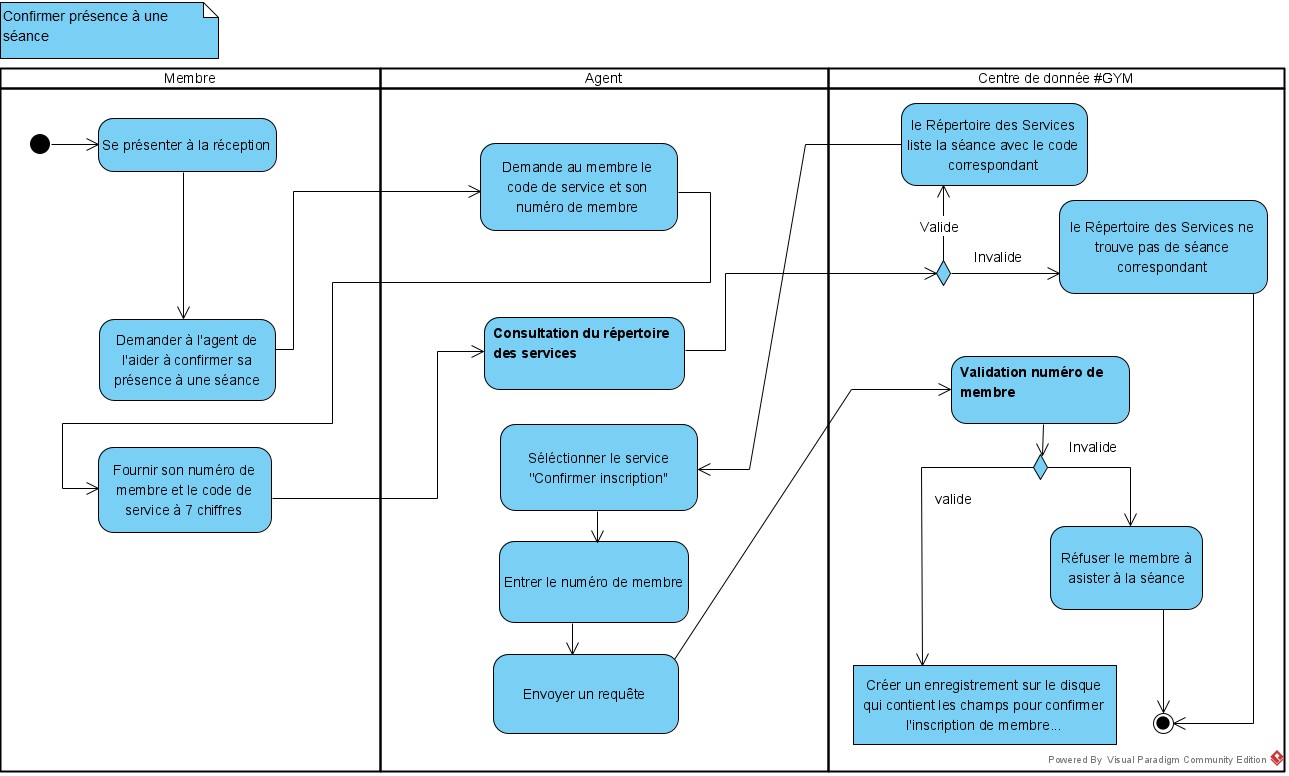 Confirmer présence à une
séance
Membre
Agent
Centre de donnée #GYM
Se présenter à la réception
Demander à l'agent de
l'aider à confirmer sa
présence à une séance
Fournir son numéro de
membre et le code de
service à 7 chiffres
Demande au membre le
code de service et son
numéro de membre
Consultation du répertoire
des services
Séléctionner le service
"Confirmer inscription"
Entrer le numéro de membre
Envoyer un requête
le Répertoire des Services
liste la séance avec le code
correspondant
Valide
Invalide
le Répertoire des Services ne
trouve pas de séance
correspondant
Validation numéro de
membre
Invalide
valide
Réfuser le membre à
asister à la séance
Créer un enregistrement sur le disque
qui contient les champs pour confirmer
l'inscription de membre...
Powered By Visual Paradigm Community Edition